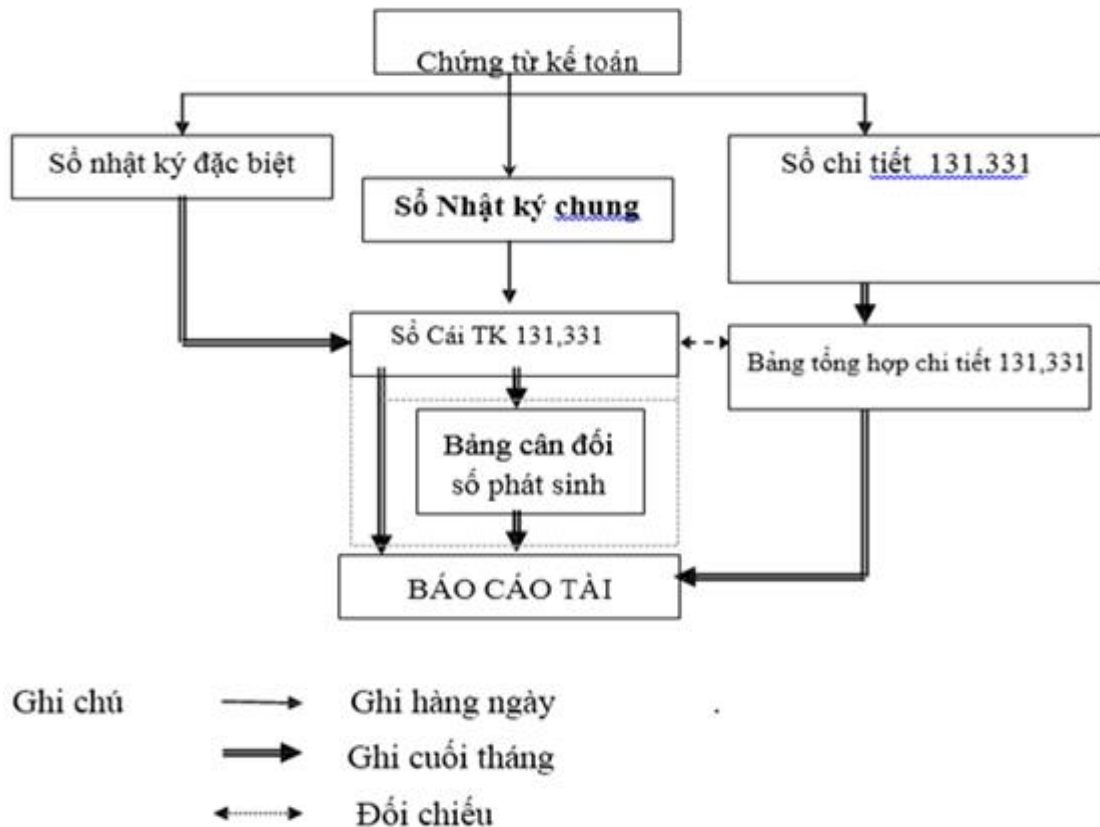 Chứng từ kế toán
Sổ nhật ký đặc biệt
Sổ Nhật ký chung
Sổ chi tiết 131,331
Sổ Cái TK 131,331
Bảng tổng hợp chi tiết 131,331
Bảng cân đối
số phát sinh
BÁO CÁO TÀI
Ghi chú
Ghi hàng ngày
Ghi cuối tháng
Đối chiếu